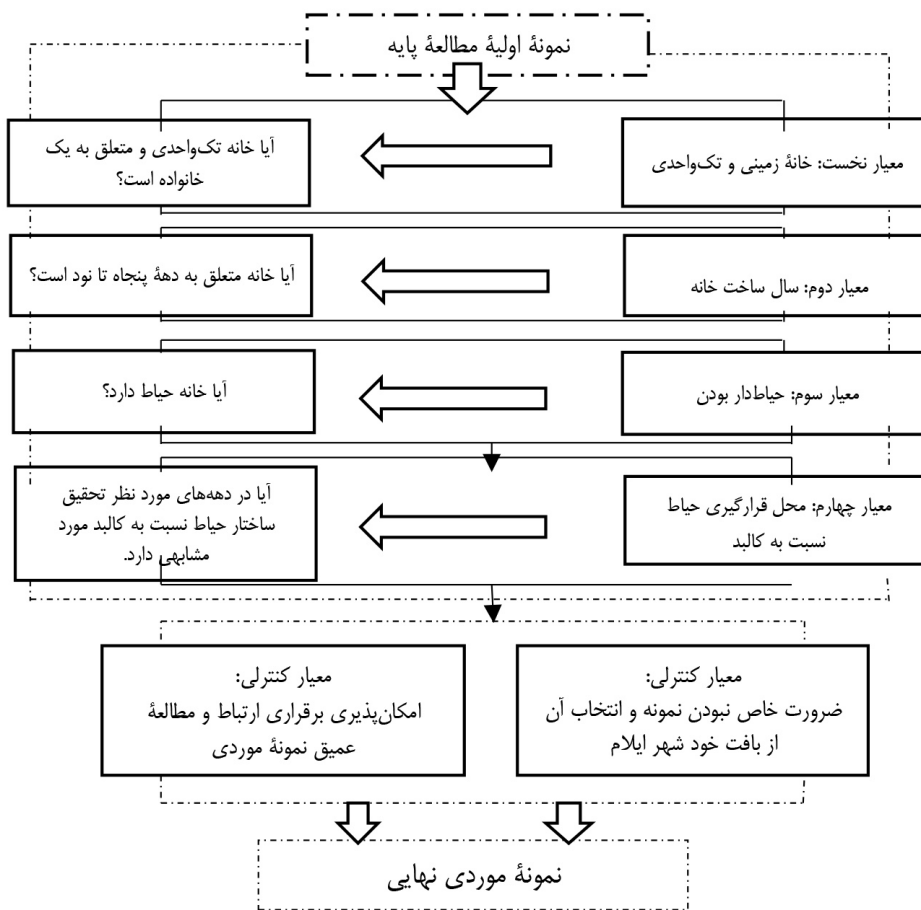 نمونهٔ اولیهٔ مطالعهٔ پایه
معیار نخست: خانهٔ زمینی و تک‌واحدی
آیا خانه تک‌واحدی و متعلق به یک
خانواده است؟
معیار دوم: سال ساخت خانه
آیا خانه متعلق به دههٔ پنجاه تا نود است؟
معیار سوم: حیاط‌دار بودن
آیا خانه حیاط دارد؟
معیار چهارم: محل قرارگیری حیاط
نسبت به کالبد
آیا در دهه‌های مورد نظر تحقیق
ساختار حیاط نسبت به کالبد مورد
مشابهی دارد.
معیار کنترلی:
ضرورت خاص نبودن نمونه و انتخاب آن
از بافت خود شهر ایلام
معیار کنترلی:
امکان‌پذیری برقراری ارتباط و مطالعهٔ
عمیق نمونهٔ موردی
نمونهٔ موردی نهایی